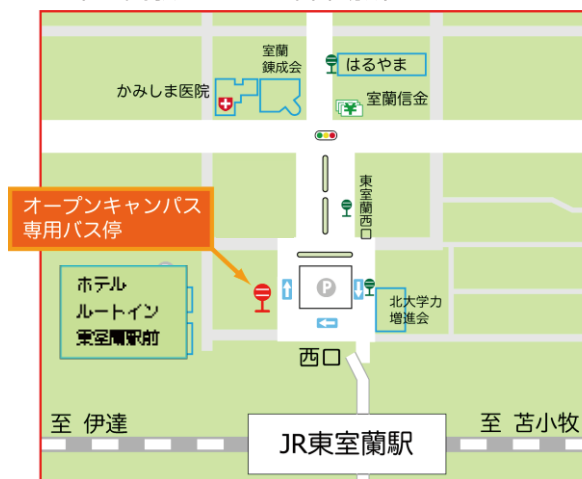 室蘭
錬成会
はるやま
かみしま医院
室蘭信金
東室蘭西口
オープンキャンパス
専用バス停
P
ホテル
ルートイン
東室蘭駅前
北大学力
増進会
西口
至 伊達
至 苫小牧
JR東室蘭駅